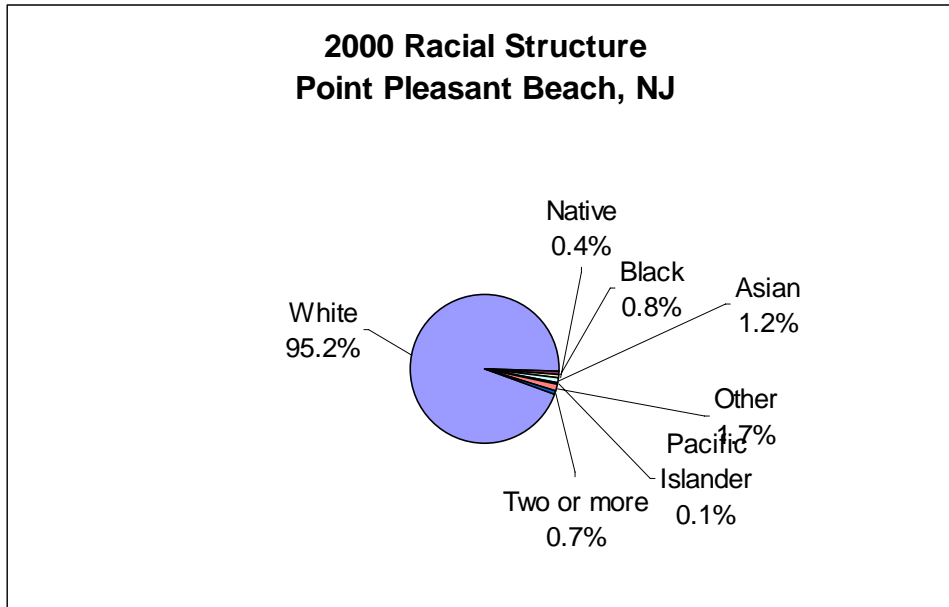 2000 Racial Structure
Point Pleasant Beach, NJ
Native
0.4%
Black
0.8%
Asian
1.2%
White
95.2%
Other
1.7%
Pacific
Islander
0.1%
Two or more
0.7%